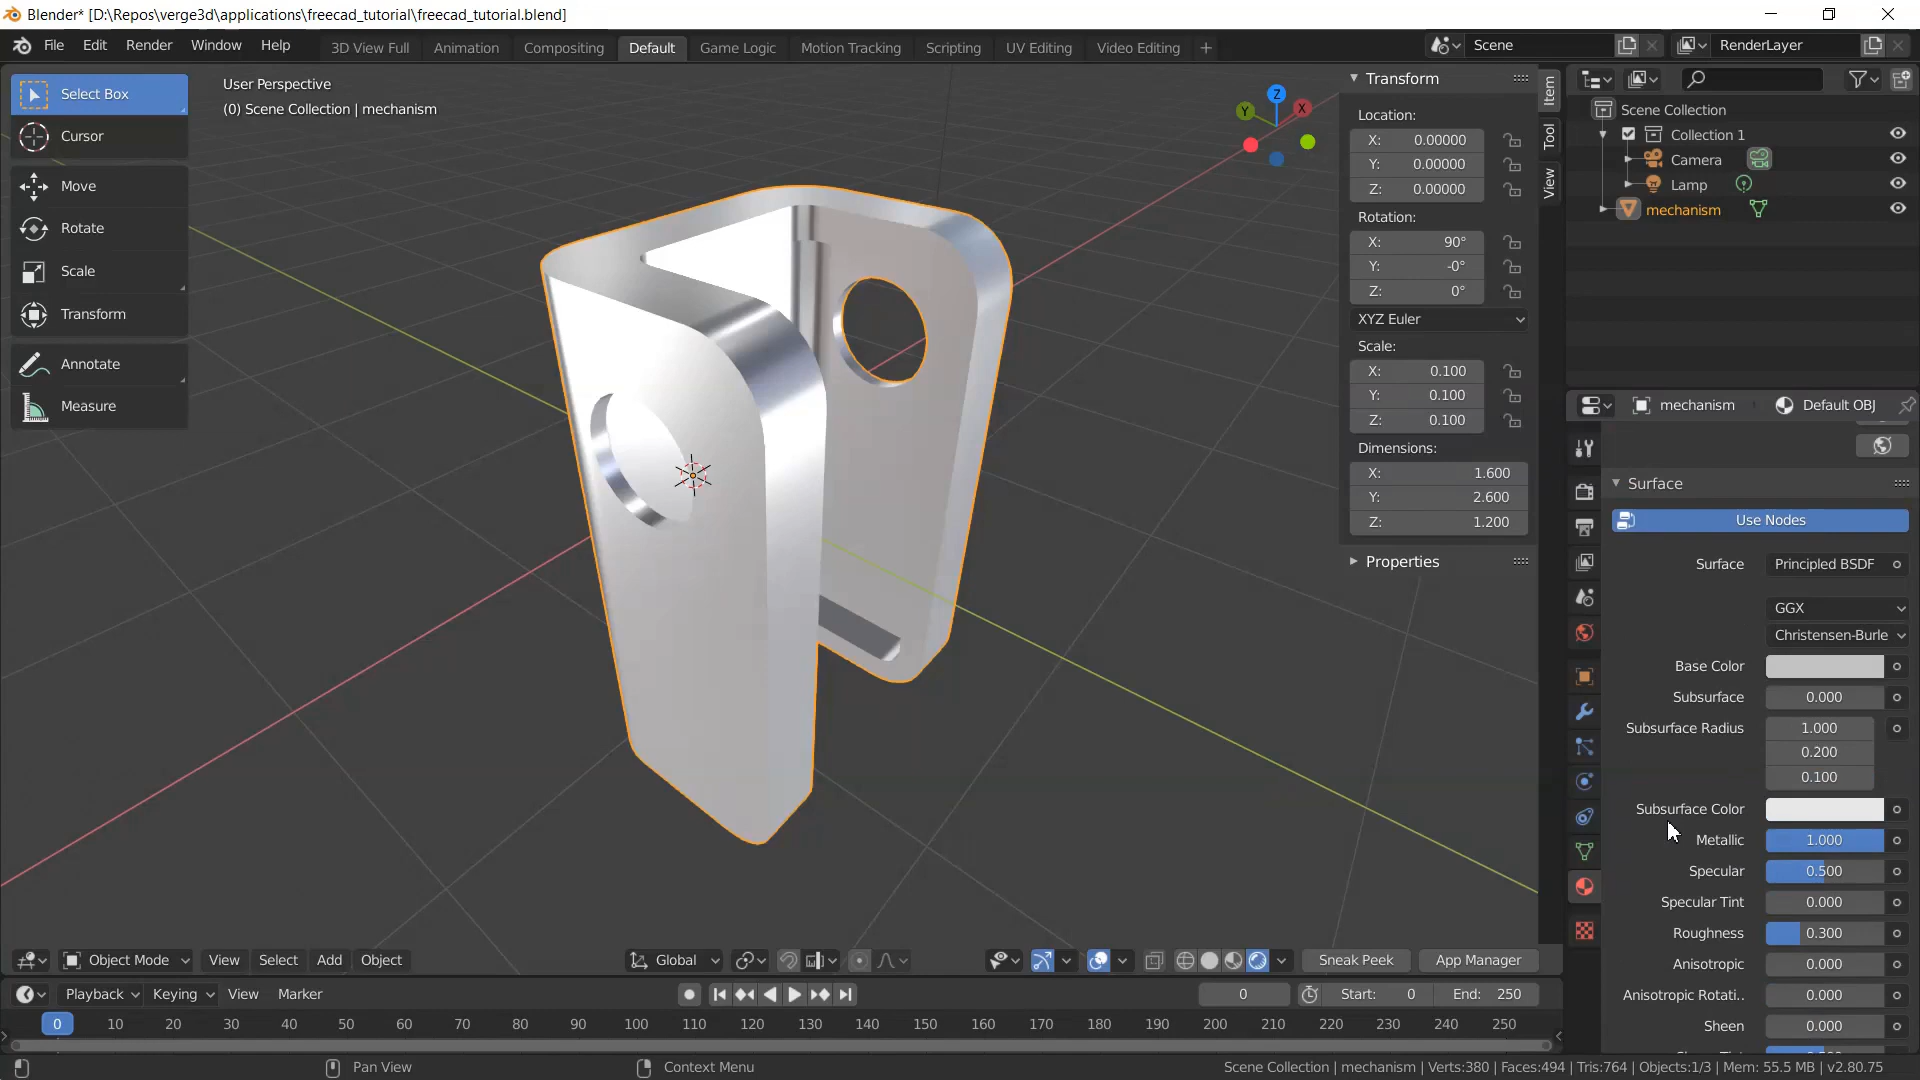 Blender* [D:\Repos\verge3d\applications\freecad_tutorial\freecad_tutorial.blend]
File Edit Render Window Help
3D View Full Animation Compositing Default Game Logic Motion Tracking Scripting UV Editing Video Editing +
Scene RenderLayer
Select Box
Cursor
Move
Rotate
Scale
Transform
Annotate
Measure
User Perspective
(0) Scene Collection | mechanism
Z
Y
X
Transform
Location:
X: 0.00000
Y: 0.00000
Z: 0.00000
Rotation:
X: 90°
Y: -0°
Z: 0°
XYZ Euler
Scale:
X: 0.100
Y: 0.100
Z: 0.100
Dimensions:
X: 1.600
Y: 2.600
Z: 1.200
Properties
Item
Tool
View
Scene Collection
Collection 1
Camera
Lamp
mechanism
mechanism Default OBJ
Surface
Use Nodes
Surface Principled BSDF
GGX
Christensen-Burle
Base Color
Subsurface 0.000
Subsurface Radius 1.000
0.200
0.100
Subsurface Color
Metallic 1.000
Specular 0.500
Specular Tint 0.000
Roughness 0.300
Anisotropic 0.000
Anisotropic Rotati.. 0.000
Sheen 0.000
Object Mode View Select Add Object Global Sneak Peek App Manager
Playback Keying View Marker 0 Start: 0 End: 250
0 10 20 30 40 50 60 70 80 90 100 110 120 130 140 150 160 170 180 190 200 210 220 230 240 250
Pan View Context Menu Scene Collection | mechanism | Verts:380 | Faces:494 | Tris:764 | Objects:1/3 | Mem: 55.5 MB | v2.80.75